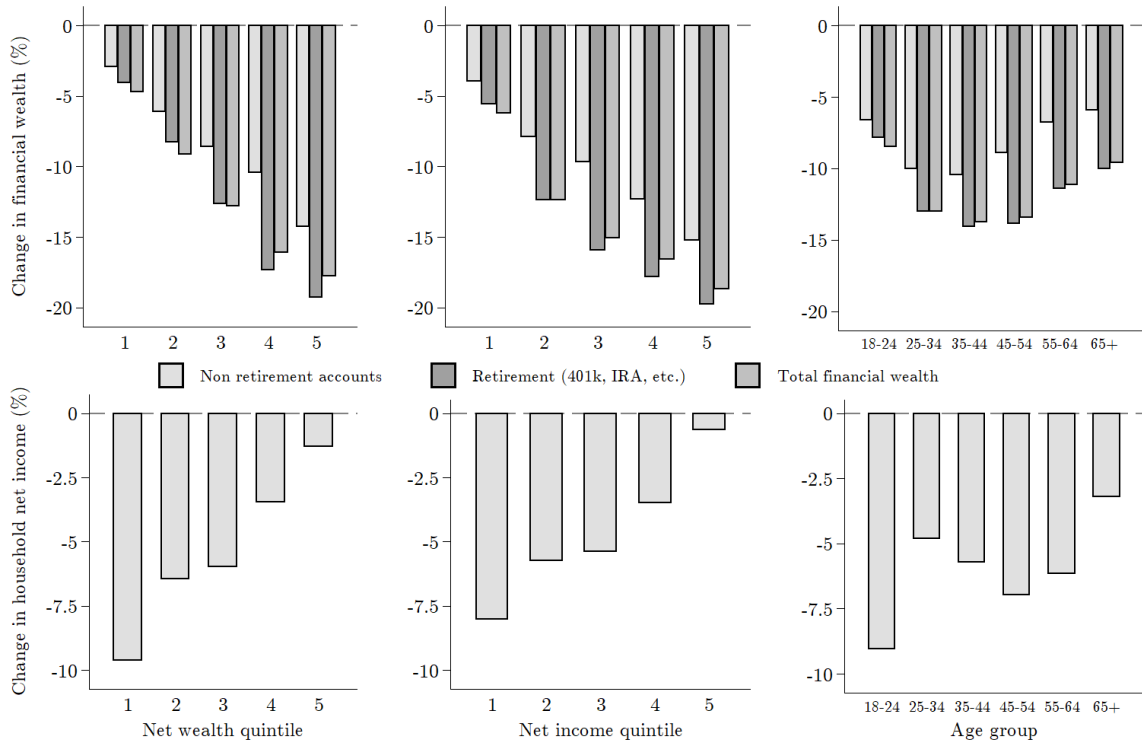 Change in financial wealth (%)
0
-5
-10
-15
-20
1 2 3 4 5
0
-5
-10
-15
-20
1 2 3 4 5
0
-5
-10
-15
-20
18-24 25-34 35-44 45-54 55-64 65+
Non retirement accounts
Retirement (401k, IRA, etc.)
Total financial wealth
Change in household net income (%)
0
-2.5
-5
-7.5
-10
1 2 3 4 5
Net wealth quintile
0
-2.5
-5
-7.5
-10
1 2 3 4 5
Net income quintile
0
-2.5
-5
-7.5
-10
18-24 25-34 35-44 45-54 55-64 65+
Age group